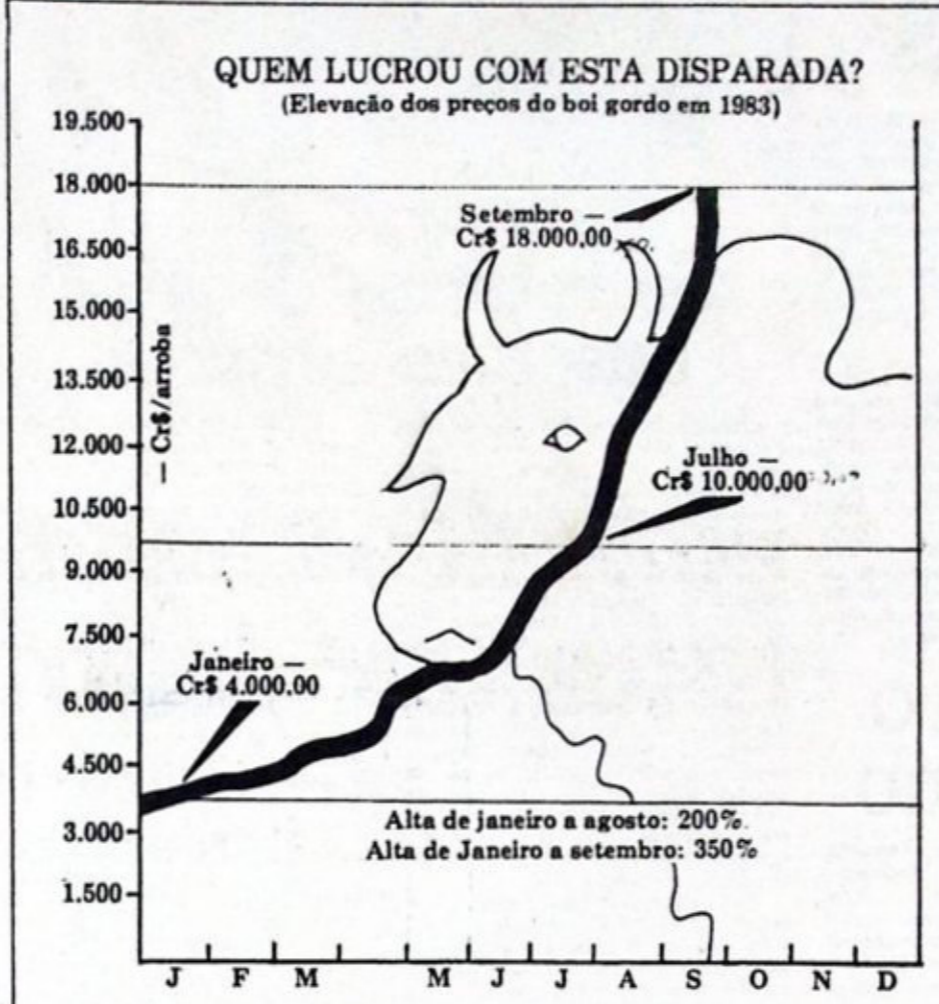 QUEM LUCROU COM ESTA DISPARADA?
(Elevação dos preços do boi gordo em 1983)
19.500
18.000
16.500
15.000
13.500
12.000
10.500
9.000
7.500
6.000
4.500
3.000
1.500
— Cr$/arroba
Setembro —
Cr$ 18.000,00
Julho —
Cr$ 10.000,00
Janeiro —
Cr$ 4.000.00
Alta de janeiro a agosto: 200%.
Alta de Janeiro a setembro: 350%
J F M M J J A S O N D